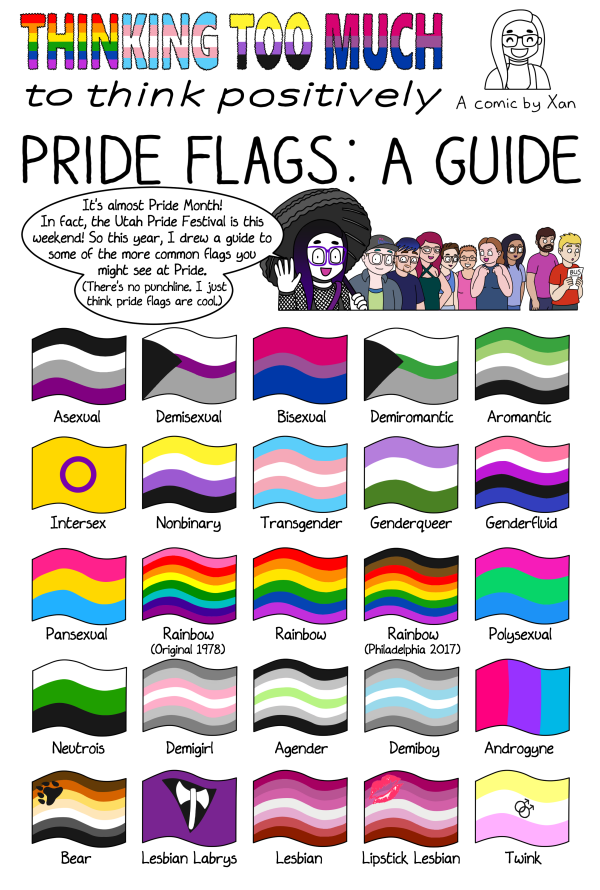 THINKING TOO MUCH
to think positively
A comic by Xan
PRIDE FLAGS: A GUIDE
It's almost Pride Month!
In fact, the Utah Pride Festival is this
weekend! So this year, I drew a guide to
some of the more common flags you
might see at Pride.
(There's no punchline. I just
think pride flags are cool.)
BUS
Asexual
Demisexual
Bisexual
Demiromantic
Aromantic
Intersex
Nonbinary
Transgender
Genderqueer
Genderfluid
Pansexual
Rainbow
(Original 1978)
Rainbow
Rainbow
(Philadelphia 2017)
Polysexual
Neutrois
Demigirl
Agender
Demiboy
Androgyne
Bear
Lesbian Labrys
Lesbian
Lipstick Lesbian
Twink